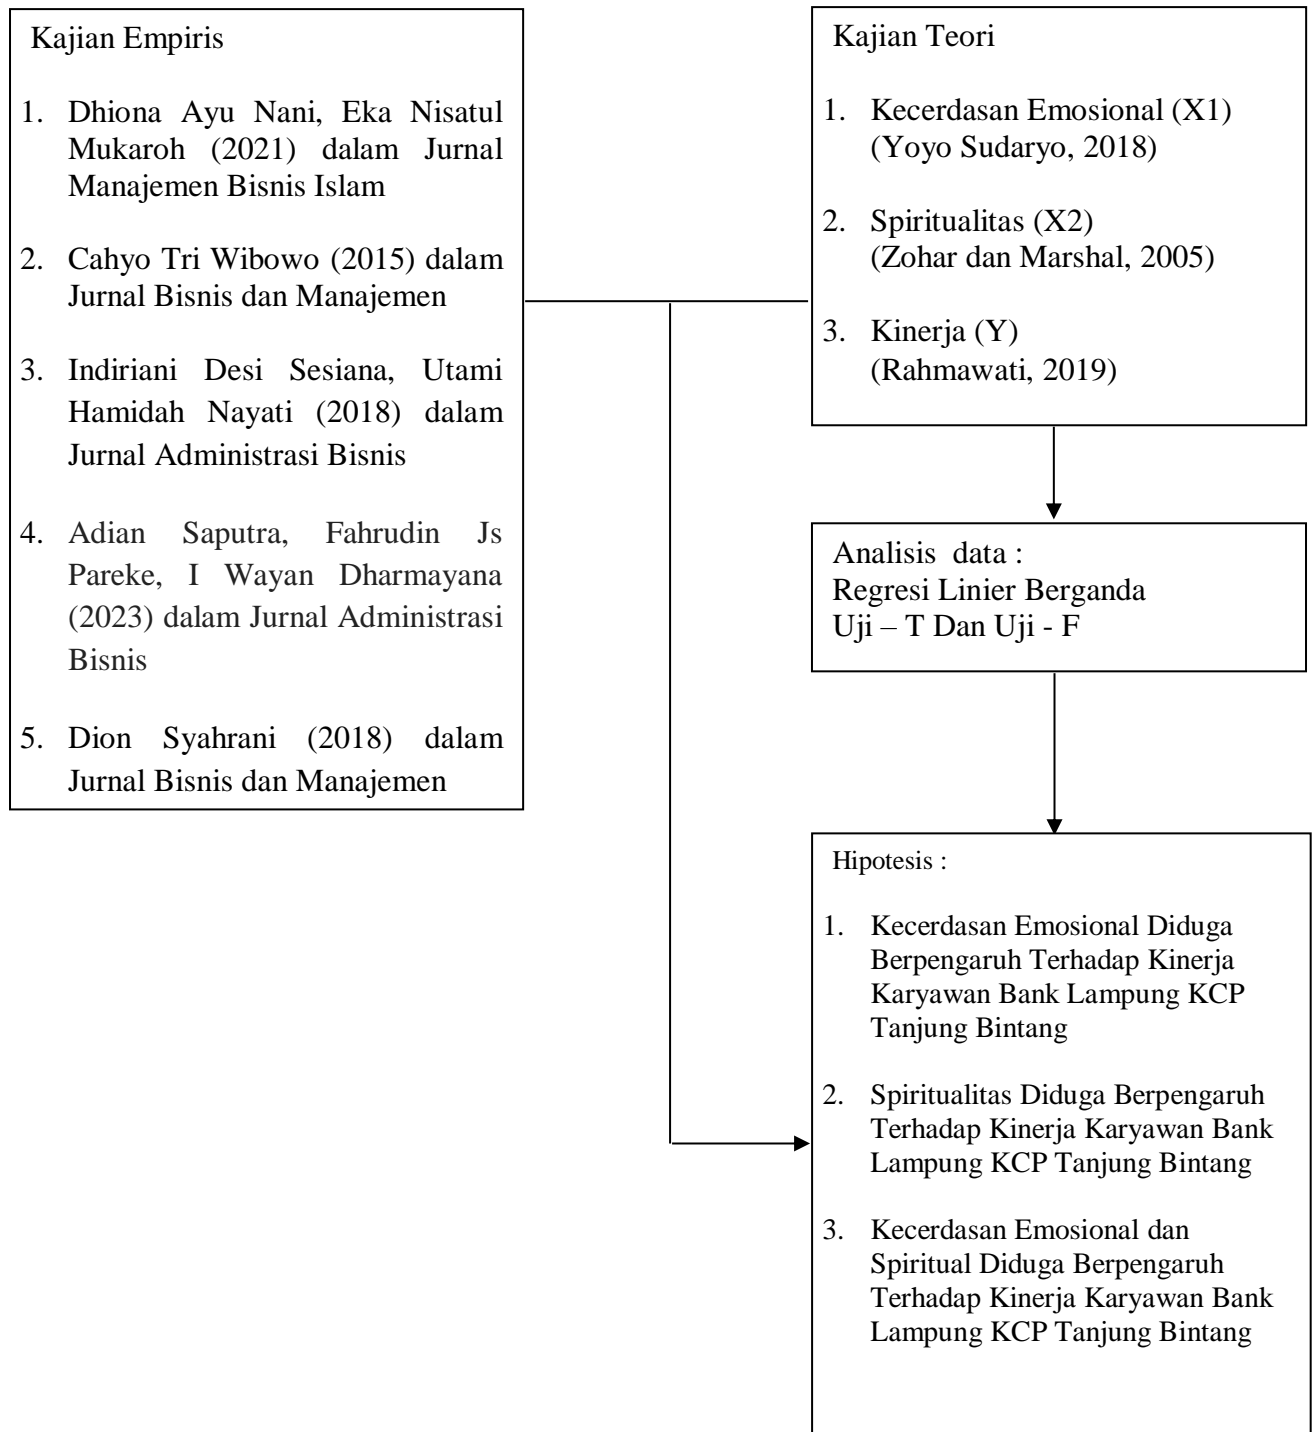 Kajian Empiris
1. Dhiona Ayu Nani, Eka Nisatul
Mukaroh (2021) dalam Jurnal
Manajemen Bisnis Islam
2. Cahyo Tri Wibowo (2015) dalam
Jurnal Bisnis dan Manajemen
3. Indiriani Desi Sesiana, Utami
Hamidah Nayati (2018) dalam
Jurnal Administrasi Bisnis
4. Adian Saputra, Fahrudin Js
Pareke, I Wayan Dharmayana
(2023) dalam Jurnal Administrasi
Bisnis
5. Dion Syahrani (2018) dalam
Jurnal Bisnis dan Manajemen
Kajian Teori
1. Kecerdasan Emosional (X1)
(Yoyo Sudaryo, 2018)
2. Spiritualitas (X2)
(Zohar dan Marshal, 2005)
3. Kinerja (Y)
(Rahmawati, 2019)
Analisis data :
Regresi Linier Berganda
Uji – T Dan Uji - F
Hipotesis :
1. Kecerdasan Emosional Diduga
Berpengaruh Terhadap Kinerja
Karyawan Bank Lampung KCP
Tanjung Bintang
2. Spiritualitas Diduga Berpengaruh
Terhadap Kinerja Karyawan Bank
Lampung KCP Tanjung Bintang
3. Kecerdasan Emosional dan
Spiritual Diduga Berpengaruh
Terhadap Kinerja Karyawan Bank
Lampung KCP Tanjung Bintang